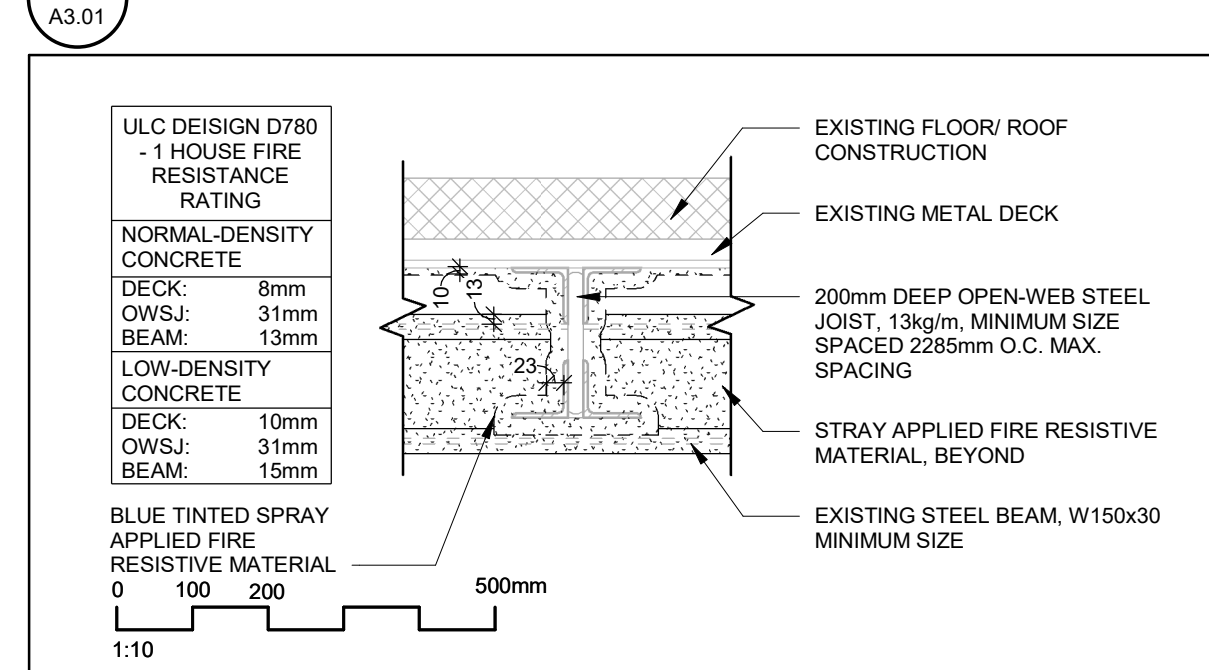 A3.01
ULC DEISIGN D780
- 1 HOUSE FIRE
RESISTANCE
RATING
NORMAL-DENSITY
CONCRETE
DECK: 8mm
OWSJ: 31mm
BEAM: 13mm
LOW-DENSITY
CONCRETE
DECK: 10mm
OWSJ: 31mm
BEAM: 15mm
BLUE TINTED SPRAY
APPLIED FIRE
RESISTIVE MATERIAL
10
13
23
EXISTING FLOOR/ ROOF
CONSTRUCTION
EXISTING METAL DECK
200mm DEEP OPEN-WEB STEEL
JOIST, 13kg/m, MINIMUM SIZE
SPACED 2285mm O.C. MAX.
SPACING
STRAY APPLIED FIRE RESISTIVE
MATERIAL, BEYOND
EXISTING STEEL BEAM, W150x30
MINIMUM SIZE
0 100 200 500mm
1:10